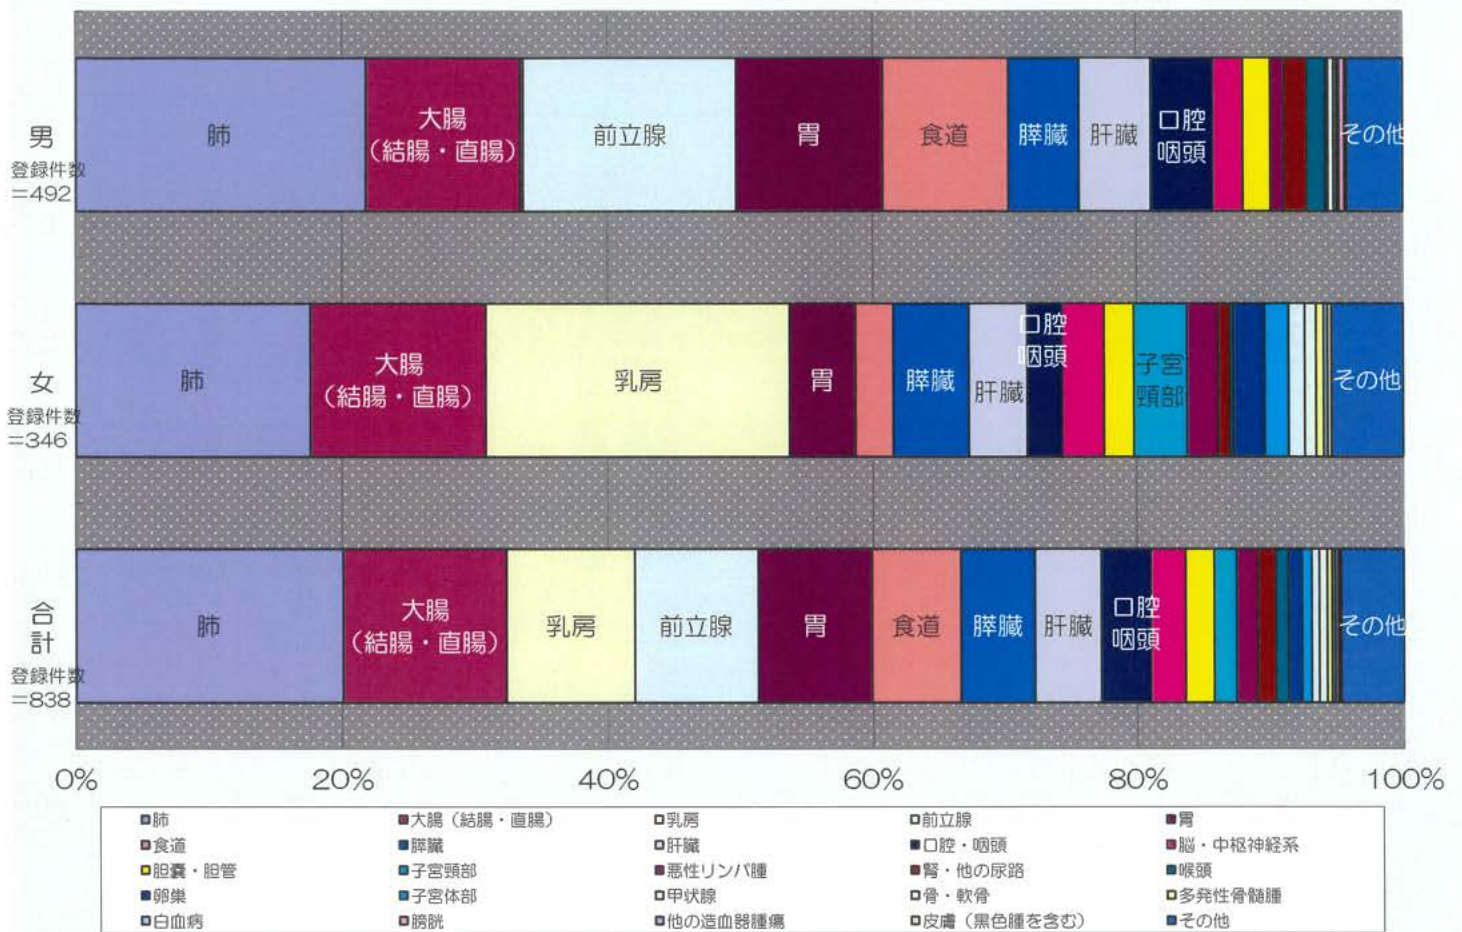 男
登録件数
=492
肺
大腸
（結腸・直腸）
前立腺
胃
食道
膵臓
肝臓
口腔
咽頭
その他
女
登録件数
=346
肺
大腸
（結腸・直腸）
乳房
胃
膵臓
肝臓
口腔
咽頭
子宮
頸部
その他
合
計
登録件数
=838
肺
大腸
（結腸・直腸）
乳房
前立腺
胃
食道
膵臓
肝臓
口腔
咽頭
その他
0% 20% 40% 60% 80% 100%
肺 大腸（結腸・直腸） 乳房 前立腺 胃
食道 膵臓 肝臓 口腔・咽頭 脳・中枢神経系
胆嚢・胆管 子宮頸部 悪性リンパ腫 腎・他の尿路 喉頭
卵巣 子宮体部 甲状腺 骨・軟骨 多発性骨髄腫
白血病 膀胱 他の造血器腫瘍 皮膚（黒色腫を含む） その他